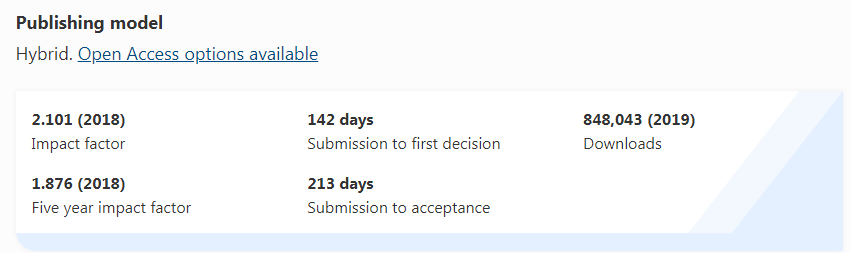 Publishing model
Hybrid. Open Access options available
2.101 (2018)
Impact factor
142 days
Submission to first decision
848,043 (2019)
Downloads
1.876 (2018)
Five year impact factor
213 days
Submission to acceptance